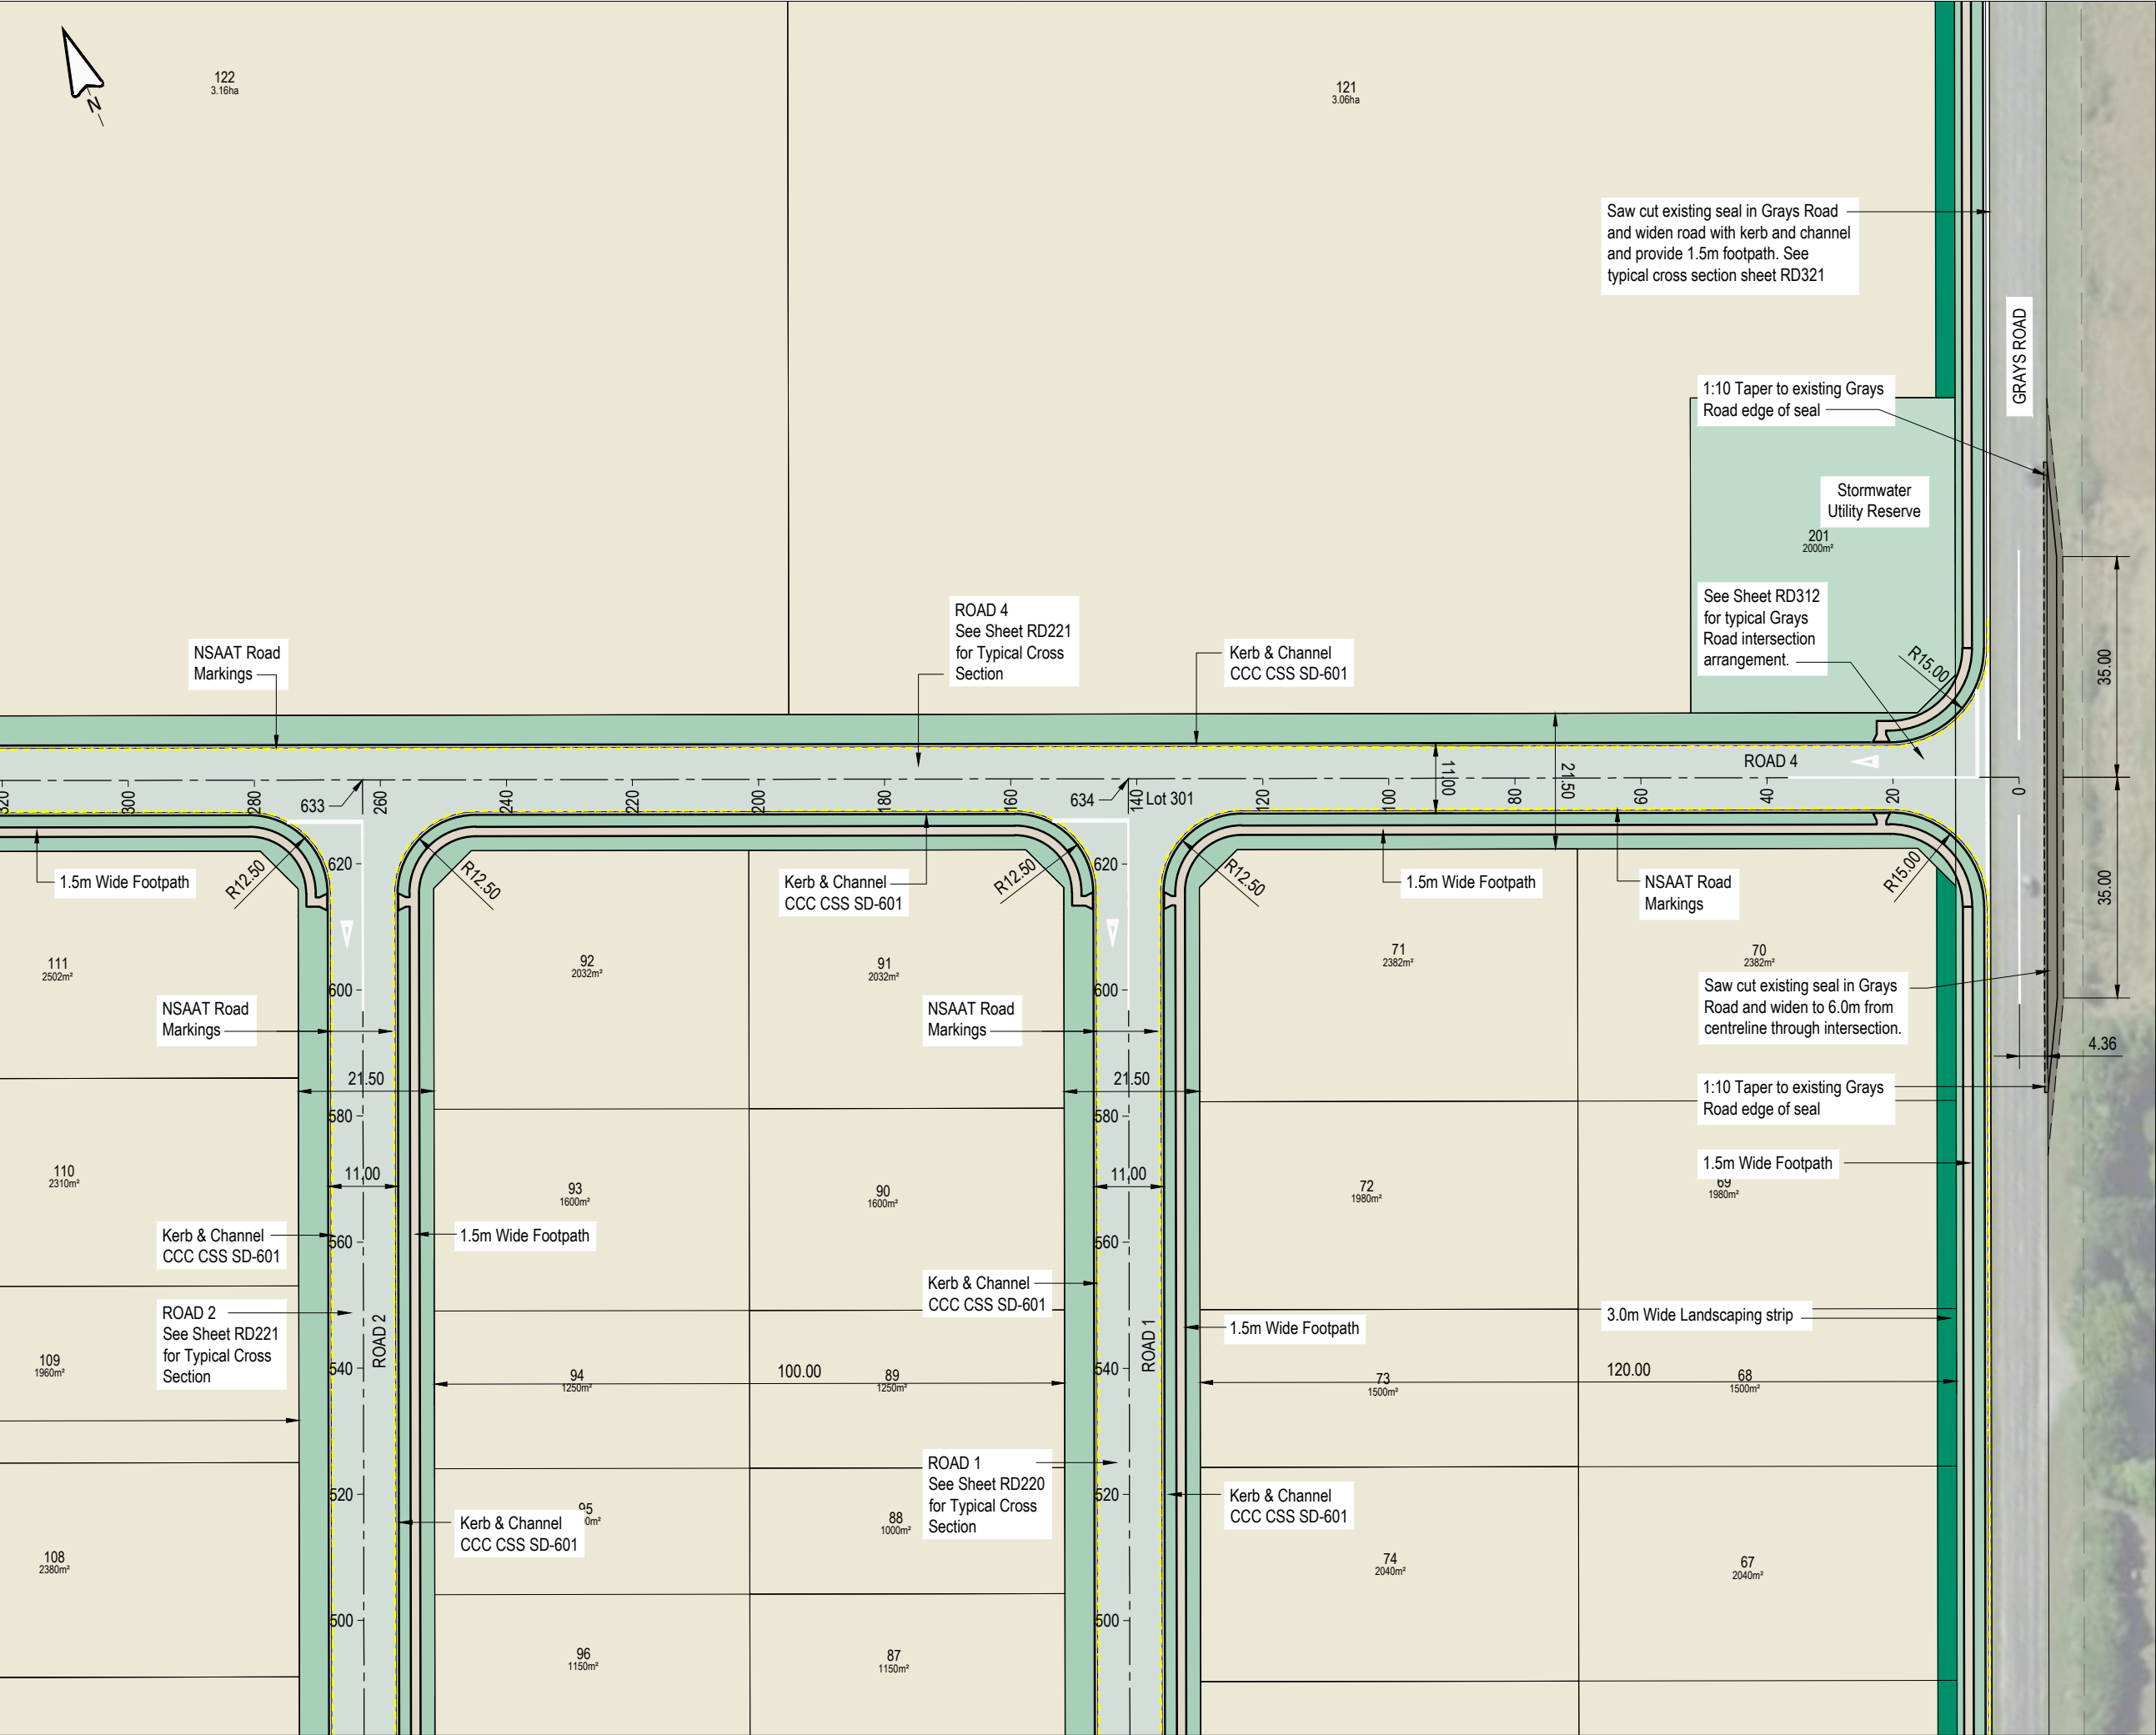 122
3.16ha
121
3.06ha
N
Saw cut existing seal in Grays Road
and widen road with kerb and channel
and provide 1.5m footpath. See
typical cross section sheet RD321
GRAYS ROAD
1:10 Taper to existing Grays
Road edge of seal
Stormwater
Utility Reserve
201
2000m²
See Sheet RD312
for typical Grays
Road intersection
arrangement.
R15.00
35.00
NSAAT Road
Markings
ROAD 4
See Sheet RD221
for Typical Cross
Section
Kerb & Channel
CCC CSS SD-601
ROAD 4
11.00
21.50
320
300
280
633
260
240
220
200
180
160
634
140
Lot 301
120
100
80
60
40
20
0
35.00
R12.50
620
R12.50
R12.50
620
R12.50
R15.00
1.5m Wide Footpath
Kerb & Channel
CCC CSS SD-601
1.5m Wide Footpath
NSAAT Road
Markings
111
2502m²
92
2032m²
91
2032m²
71
2382m²
70
2382m²
600
600
Saw cut existing seal in Grays
Road and widen to 6.0m from
centreline through intersection.
NSAAT Road
Markings
NSAAT Road
Markings
4.36
21.50
21.50
1:10 Taper to existing Grays
Road edge of seal
580
580
110
2310m²
11.00
93
1600m²
90
1600m²
11.00
72
1980m²
1.5m Wide Footpath
69
1980m²
Kerb & Channel
CCC CSS SD-601
560
1.5m Wide Footpath
560
Kerb & Channel
CCC CSS SD-601
ROAD 2
See Sheet RD221
for Typical Cross
Section
ROAD 2
ROAD 1
1.5m Wide Footpath
3.0m Wide Landscaping strip
109
1960m²
540
94
1250m²
100.00
89
1250m²
540
73
1500m²
120.00
68
1500m²
ROAD 1
See Sheet RD220
for Typical Cross
Section
520
95
Kerb & Channel
CCC CSS SD-601
88
1000m²
520
Kerb & Channel
CCC CSS SD-601
108
2380m²
74
2040m²
67
2040m²
500
500
96
1150m²
87
1150m²